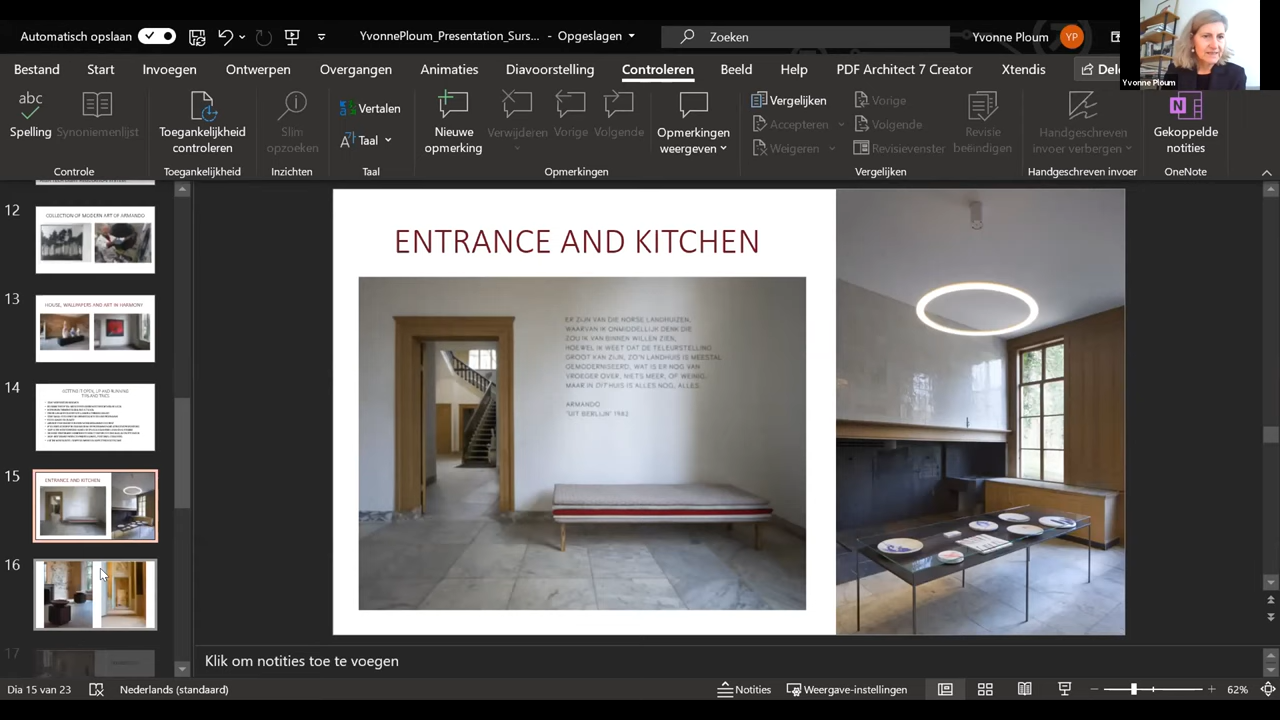 Automatisch opslaan
YvonnePloum_Presentation_Surs... - Opgeslagen
Zoeken
Yvonne Ploum
YP
Yvonne Ploum
Bestand Start Invoegen Ontwerpen Overgangen Animaties Diavoorstelling Controleren Beeld Help PDF Architect 7 Creator Xtendis Dele
abc
Spelling
Synoniemenlijst
Controle
Toegankelijkheid
controleren
Toegankelijkheid
Slim
opzoeken
Inzichten
Vertalen
Taal
Taal
Nieuwe
opmerking
Verwijderen
Vorige
Volgende
Opmerkingen
weergeven
Opmerkingen
Vergelijken
Accepteren
Weigeren
Vorige
Volgende
Revisievenster
Revisie
beëindigen
Vergelijken
Handgeschreven
invoer verbergen
Handgeschreven invoer
N
Gekoppelde
notities
OneNote
12
COLLECTION OF MODERN ART OF ARMANDO
13
HOUSE, WALLPAPERS AND ART IN HARMONY
14
15
ENTRANCE AND KITCHEN
16
17
ENTRANCE AND KITCHEN
ER ZIJN VAN DIE NORSE LANDHUIZEN,
WAARVAN IK ONMIDDELLIJK DENK DIE
ZOU IK VAN BINNEN WILLEN ZIEN,
HOEWEL IK WEET DAT DE TELEURSTELLING
GROOT KAN ZIJN, ZO'N LANDHUIS IS MEESTAL
GEMODERNISEERD, WAT IS ER NOG VAN
VROEGER OVER, NIETS MEER, OF WEINIG,
MAAR IN DIT HUIS IS ALLES NOG, ALLES.
ARMANDO
"UIT BERLIJN" 1982
Klik om notities toe te voegen
Dia 15 van 23
Nederlands (standaard)
Notities
Weergave-instellingen
62%